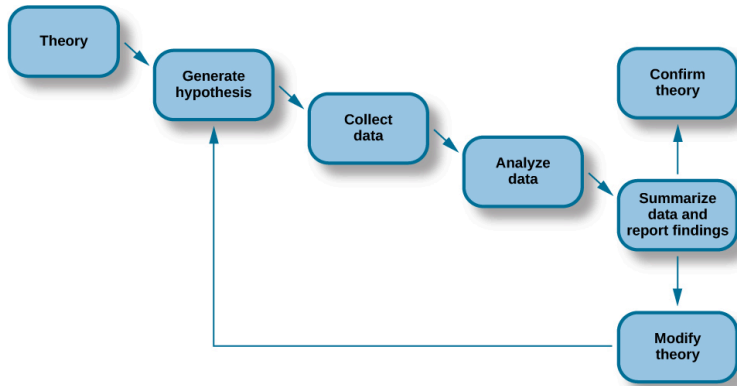 Theory
Generate
hypothesis
Collect
data
Analyze
data
Summarize
data and
report findings
Confirm
theory
Modify
theory